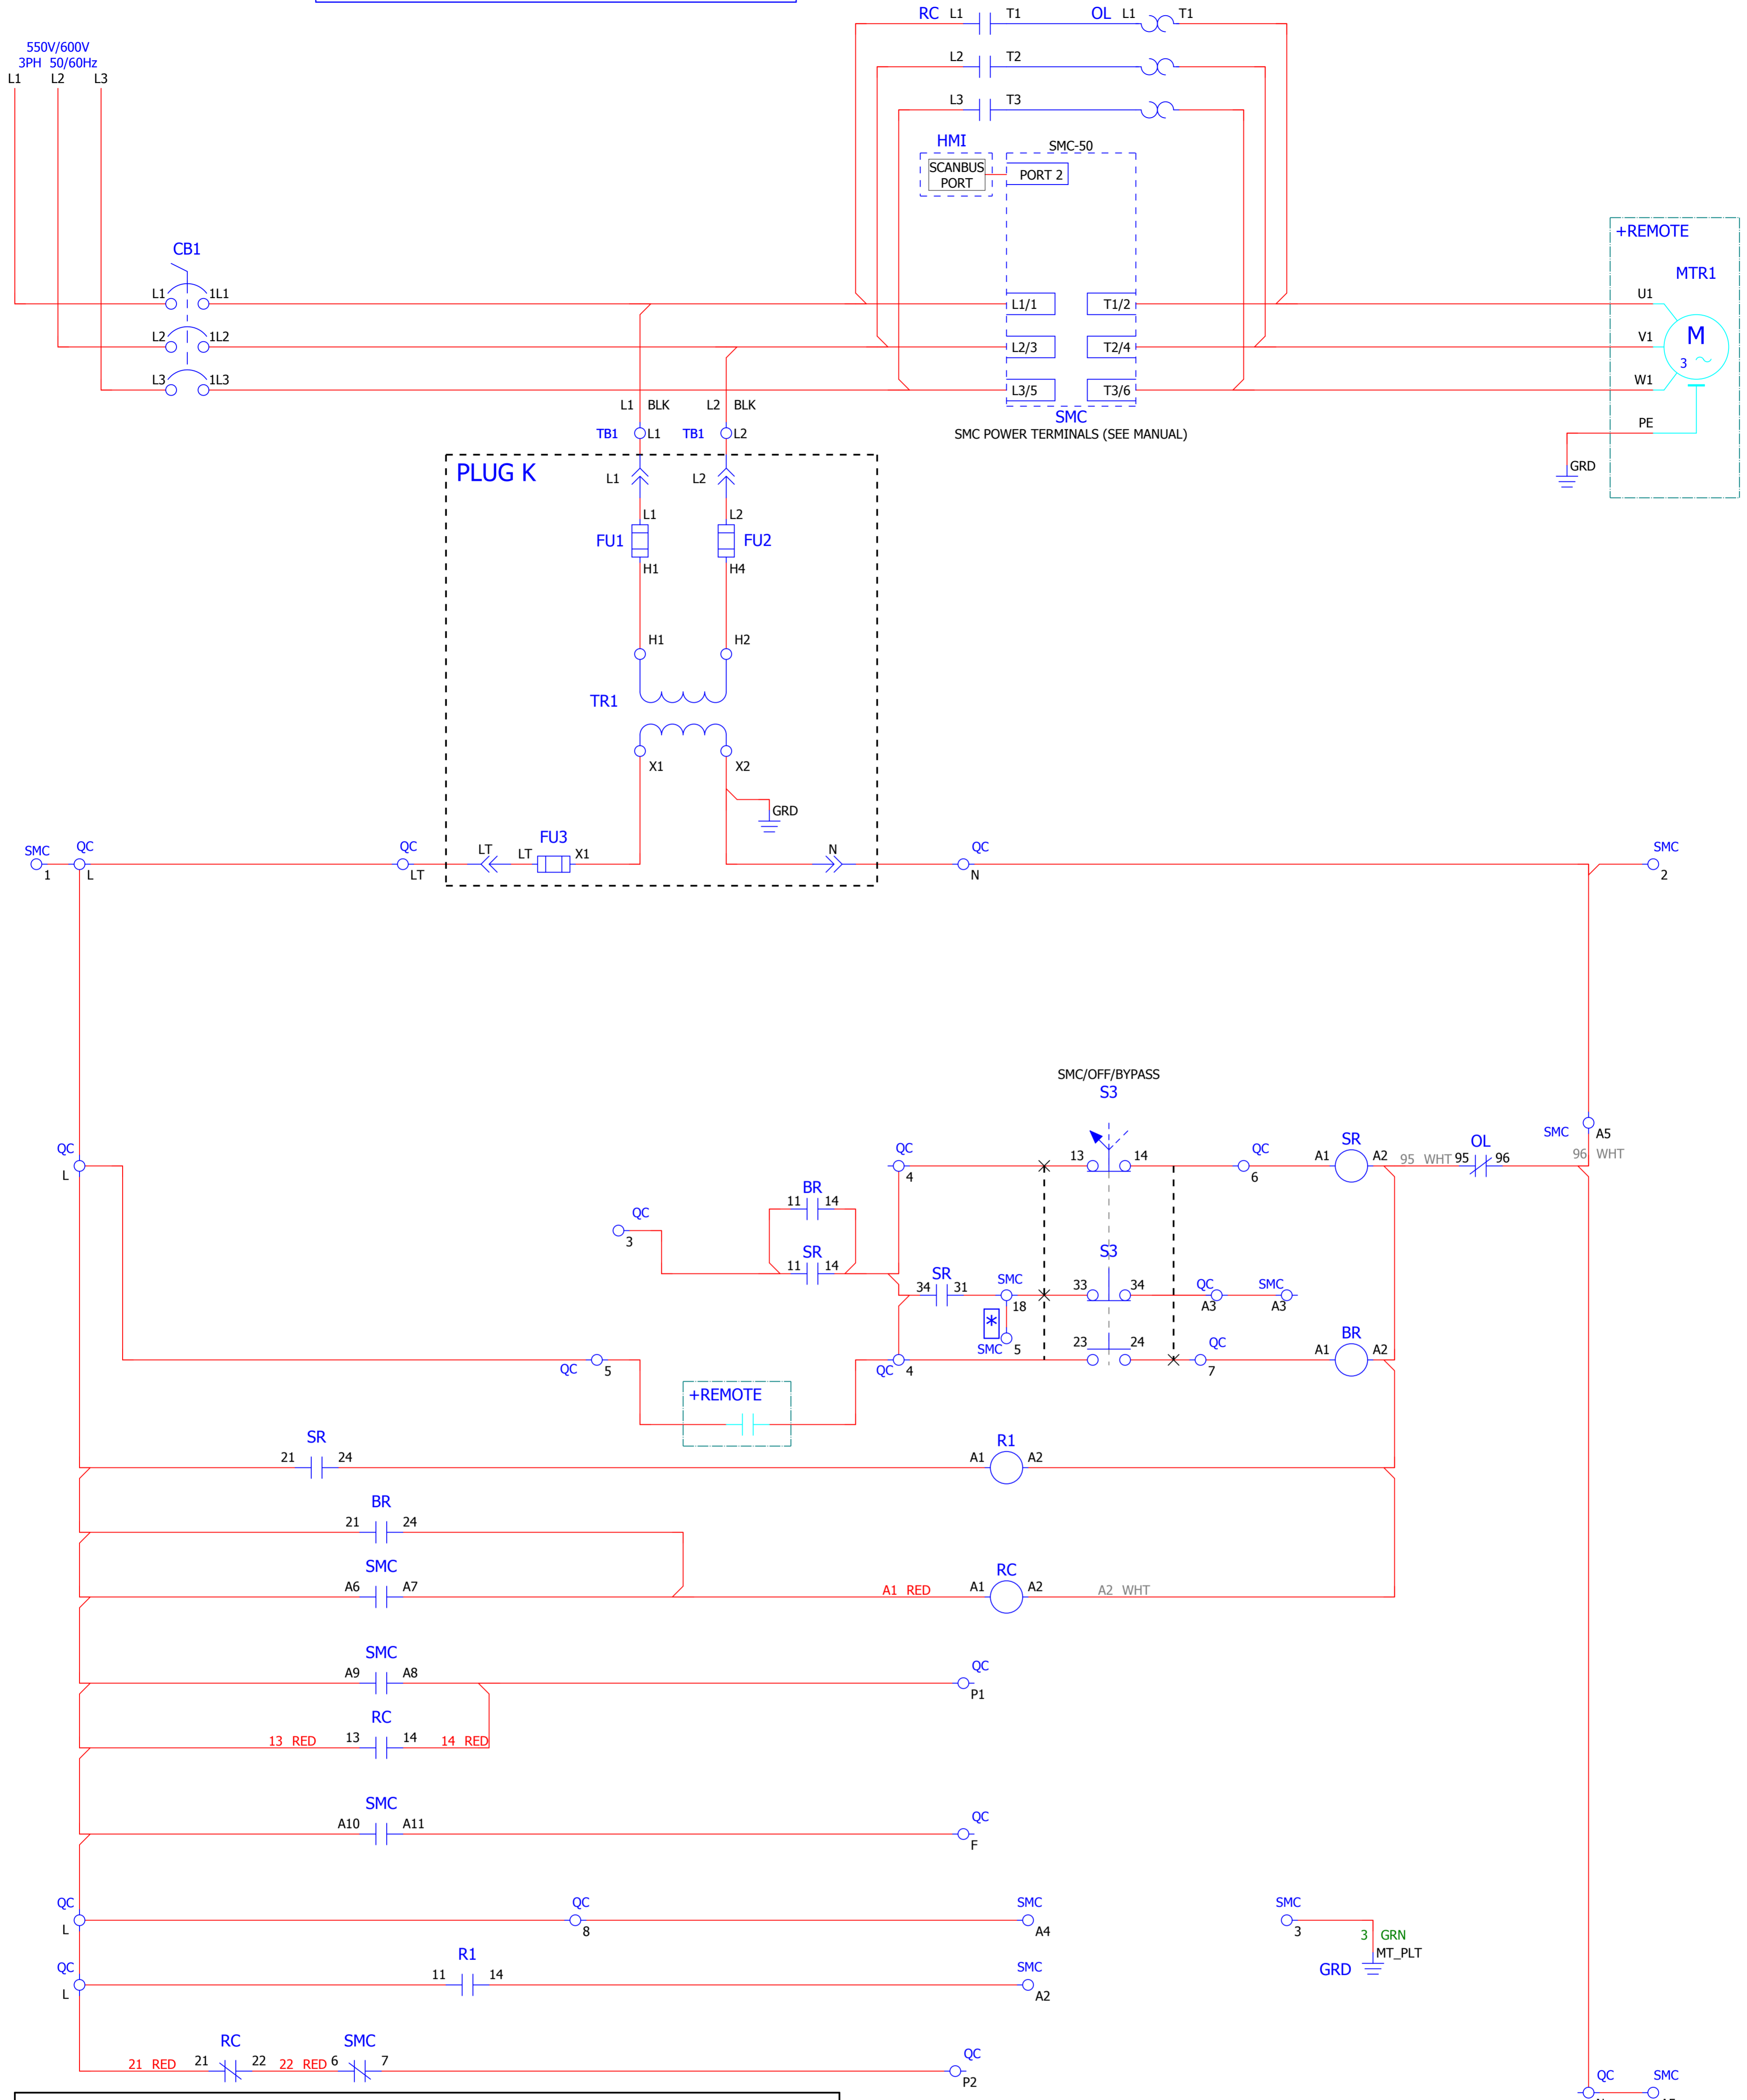 RC L1 T1 OL L1 T1
L2 T2
L3 T3
550V/600V
3PH 50/60Hz
L1 L2 L3
HMI
SCANBUS
PORT
SMC-50
PORT 2
+REMOTE
MTR1
CB1
L1 1L1
L1/1 T1/2
U1
L2 1L2
L2/3 T2/4
V1
M
3
L3 1L3
L3/5 T3/6
W1
SMC
SMC POWER TERMINALS (SEE MANUAL)
PE
GRD
L1 BLK L2 BLK
TB1 L1 TB1 L2
PLUG K
L1 L2
L1 L2
FU1 FU2
H1 H4
H1 H2
TR1
X1 X2
GRD
SMC QC QC
1 L LT
LT LT FU3 X1
N
QC
N
SMC
2
SMC/OFF/BYPASS
S3
SMC A5
96 WHT
QC
L
QC
4
13 14
QC
6
SR
A1 A2
95 WHT 95 OL 96
BR
11 14
QC
3
SR
11 14
SR
34 31
SMC
18
*
SMC 5
S3
33 34
QC
A3
SMC
A3
23 24
QC
7
BR
A1 A2
QC 5
QC 4
+REMOTE
SR
21 24
R1
A1 A2
BR
21 24
SMC
A6 A7
A1 RED
RC
A1 A2
A2 WHT
SMC
A9 A8
QC
P1
RC
13 RED 13 14 14 RED
SMC
A10 A11
QC
F
QC
L
QC
8
SMC
A4
SMC
3
3 GRN
MT_PLT
GRD
QC
L
R1
11 14
SMC
A2
RC SMC
21 RED 21 22 22 RED 6 7
QC
P2
QC SMC